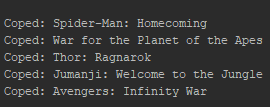 Coped: Spider-Man: Homecoming
Coped: War for the Planet of the Apes
Coped: Thor: Ragnarok
Coped: Jumanji: Welcome to the Jungle
Coped: Avengers: Infinity War